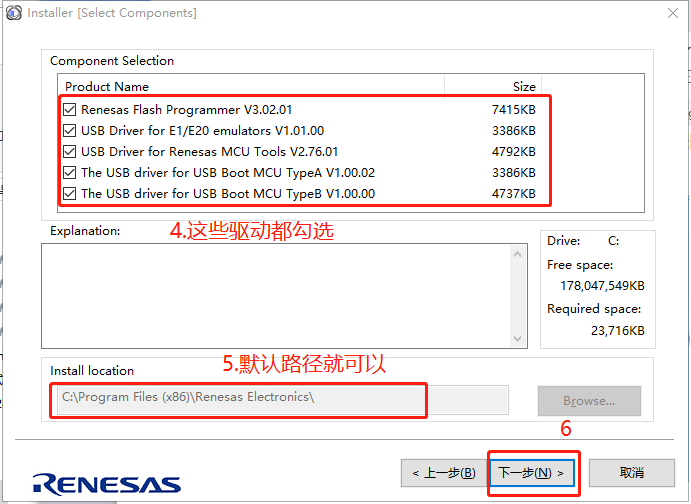 Installer [Select Components]
Component Selection
Product Name Size
Renesas Flash Programmer V3.02.01 7415KB
USB Driver for E1/E20 emulators V1.01.00 3386KB
USB Driver for Renesas MCU Tools V2.76.01 4792KB
The USB driver for USB Boot MCU TypeA V1.00.02 3386KB
The USB driver for USB Boot MCU TypeB V1.00.00 4737KB
4.这些驱动都勾选
Explanation:
Drive: C:
Free space:
178,047,549KB
Required space:
23,716KB
5.默认路径就可以
Install location
C:\Program Files (x86)\Renesas Electronics\
Browse...
6
RENESAS
< 上一步(B)
下一步(N) >
取消